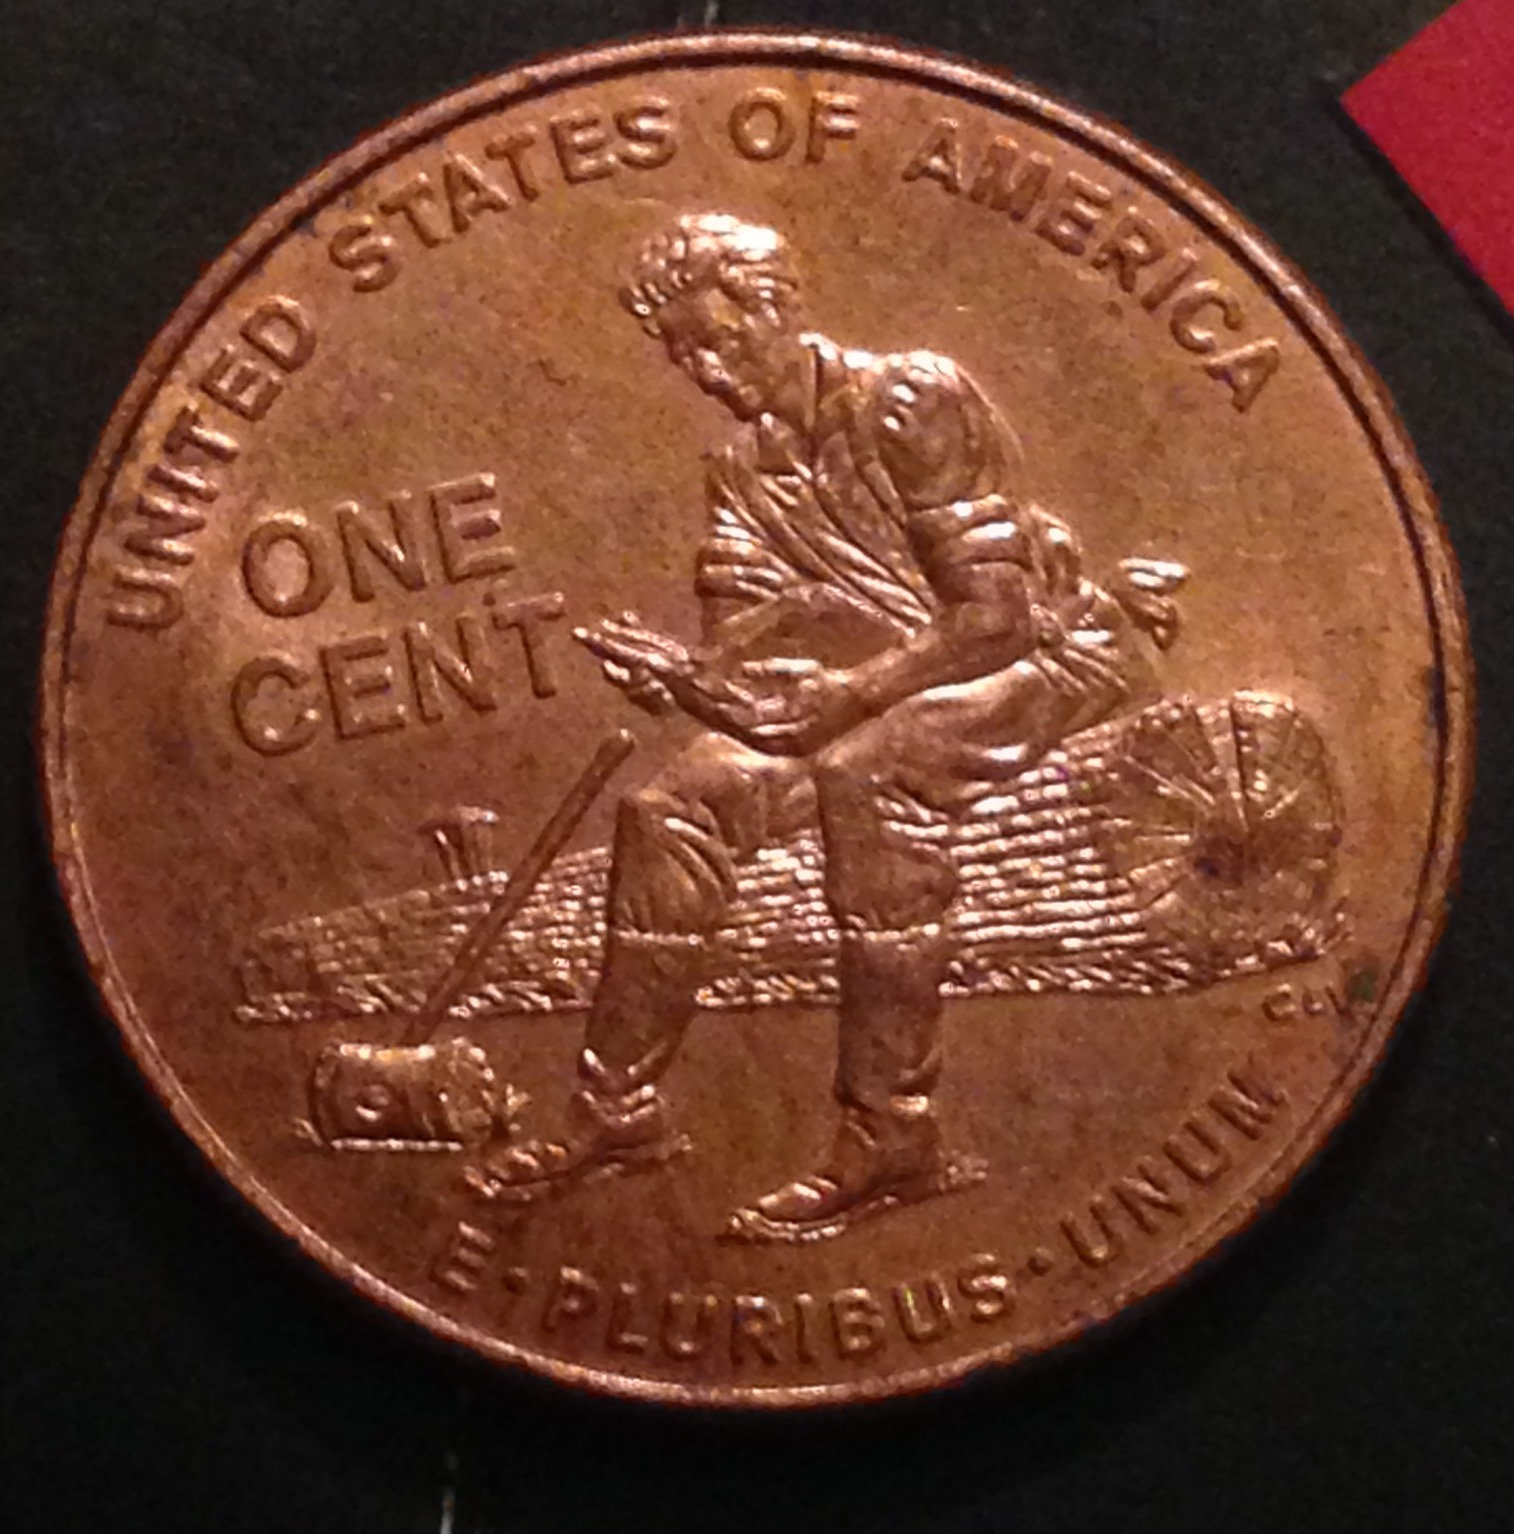 UNITED STATES OF AMERICA
ONE
CENT
E·PLURIBUS·UNUM